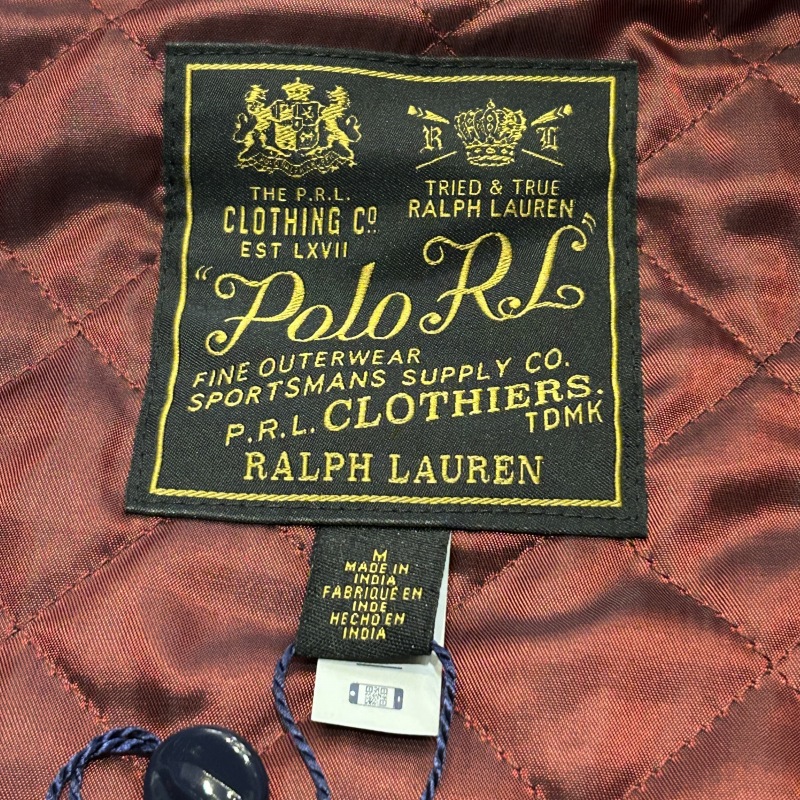 THE P.R.L.
CLOTHING Cº.
EST LXVII
R L
TRIED & TRUE
RALPH LAUREN
"Polo RL"
FINE OUTERWEAR
SPORTSMANS SUPPLY CO.
P.R.L. CLOTHIERS.
TDMK
RALPH LAUREN
M
MADE IN
INDIA
FABRIQUE EN
INDE
HECHO EN
INDIA